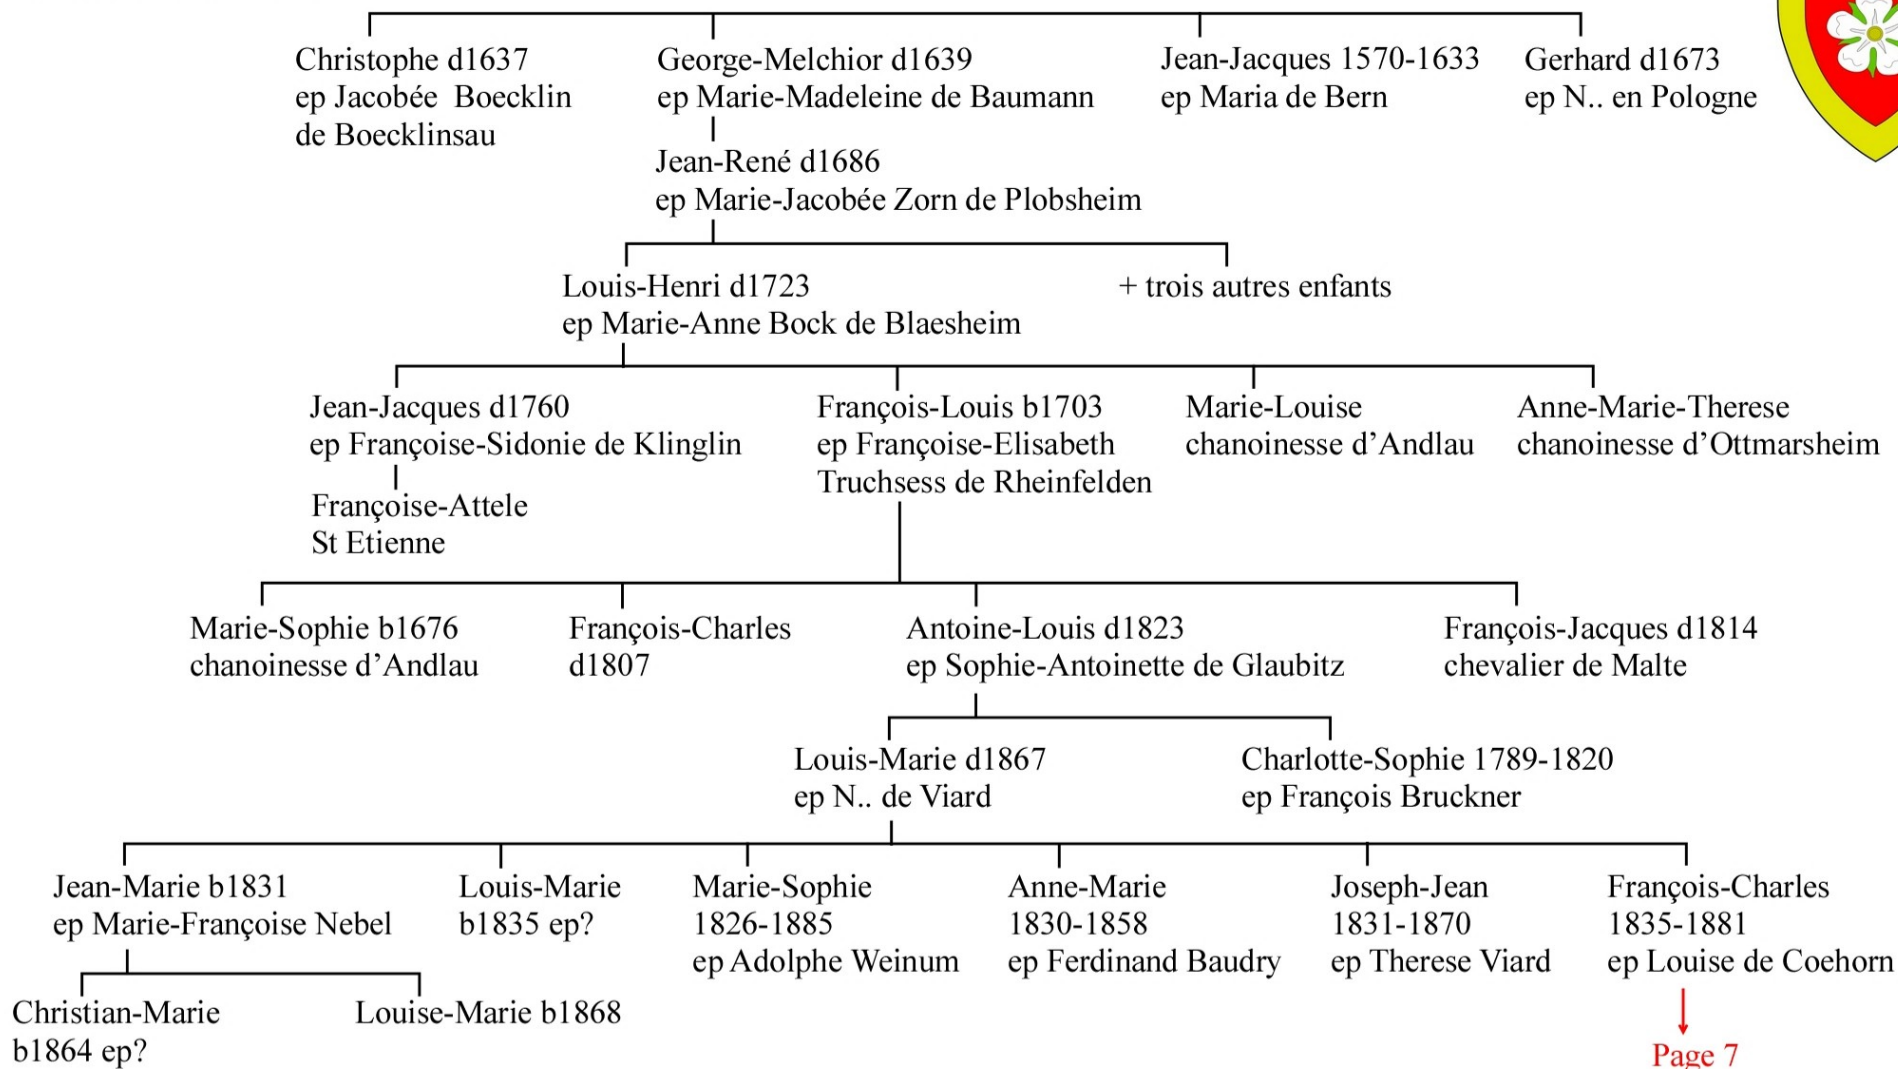 Christophe d1637
ep Jacobée Boecklin
de Boecklinsau
George-Melchior d1639
ep Marie-Madeleine de Baumann
Jean-Jacques 1570-1633
ep Maria de Bern
Gerhard d1673
ep N.. en Pologne
Jean-René d1686
ep Marie-Jacobée Zorn de Plobsheim
Louis-Henri d1723
ep Marie-Anne Bock de Blaesheim
+ trois autres enfants
Jean-Jacques d1760
ep Françoise-Sidonie de Klinglin
François-Louis b1703
ep Françoise-Elisabeth
Truchsess de Rheinfelden
Marie-Louise
chanoinesse d’Andlau
Anne-Marie-Therese
chanoinesse d’Ottmarsheim
Françoise-Attele
St Etienne
Marie-Sophie b1676
chanoinesse d’Andlau
François-Charles
d1807
Antoine-Louis d1823
ep Sophie-Antoinette de Glaubitz
François-Jacques d1814
chevalier de Malte
Louis-Marie d1867
ep N.. de Viard
Charlotte-Sophie 1789-1820
ep François Bruckner
Jean-Marie b1831
ep Marie-Françoise Nebel
Louis-Marie
b1835 ep?
Marie-Sophie
1826-1885
ep Adolphe Weinum
Anne-Marie
1830-1858
ep Ferdinand Baudry
Joseph-Jean
1831-1870
ep Therese Viard
François-Charles
1835-1881
ep Louise de Coehorn
Christian-Marie
b1864 ep?
Louise-Marie b1868
Page 7